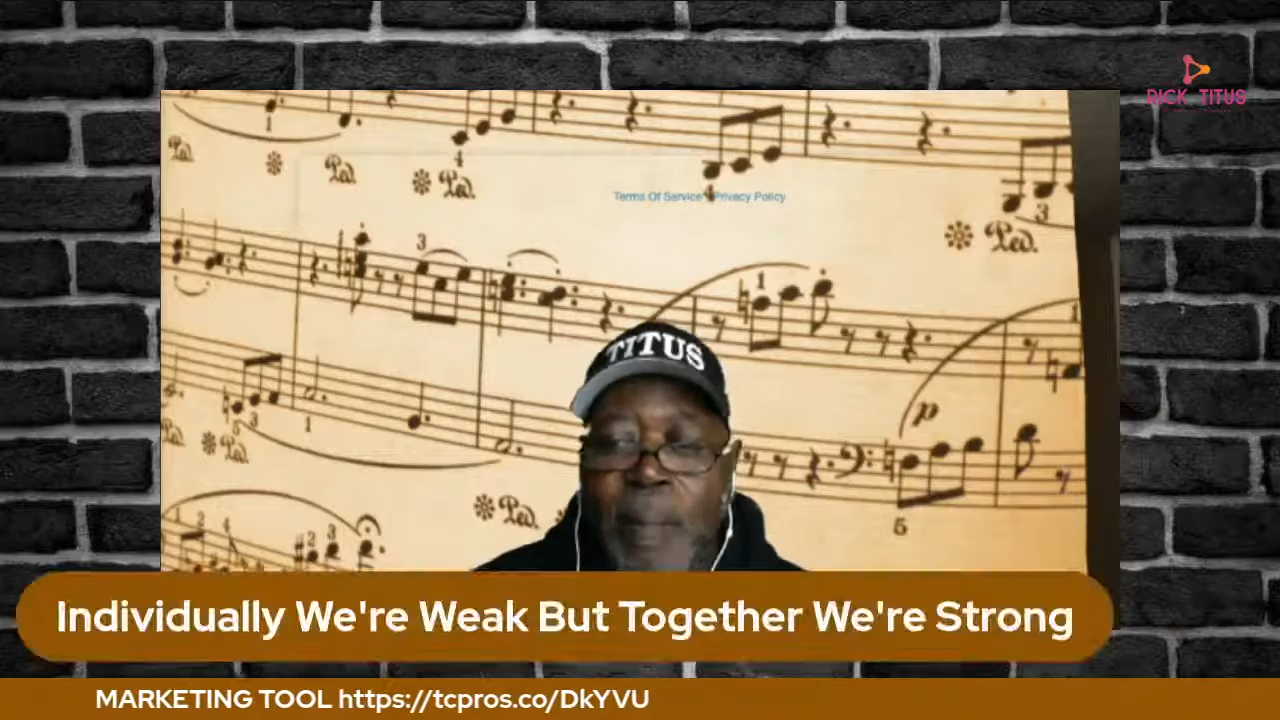 RICK TITUS
Terms Of Service
Privacy Policy
TITUS
Individually We're Weak But Together We're Strong
MARKETING TOOL https://tcpros.co/DkYVU